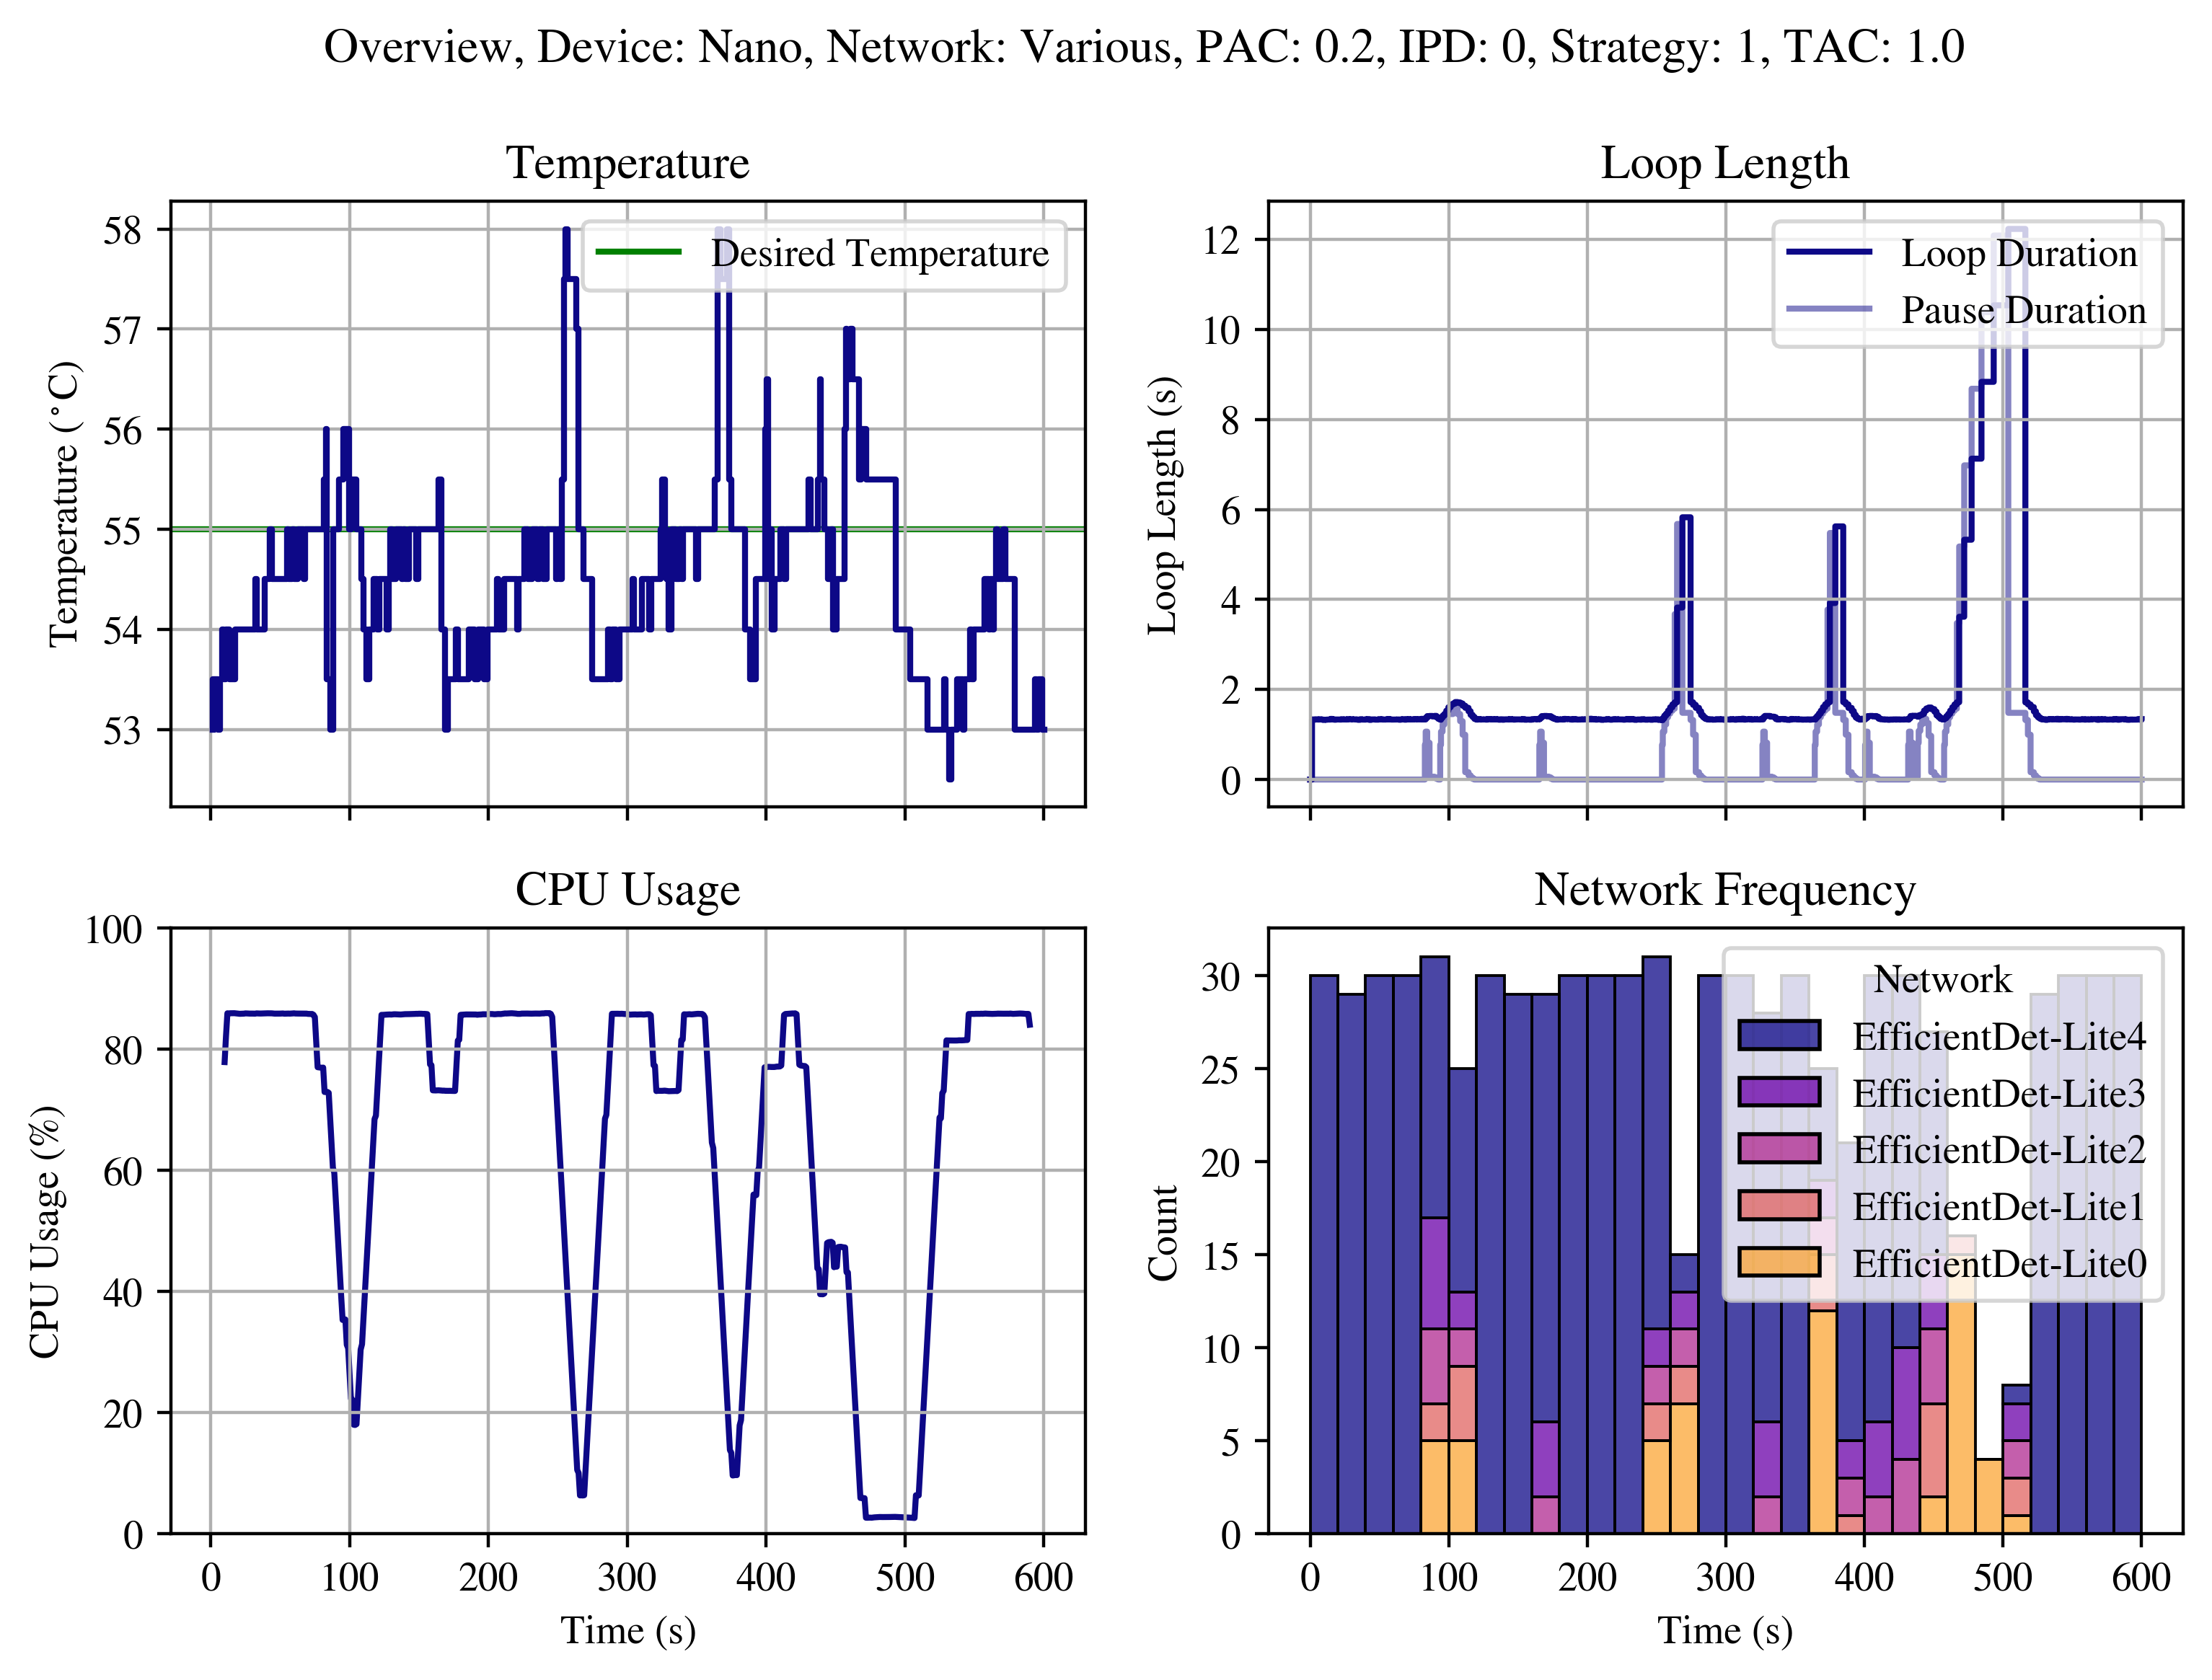 Overview, Device: Nano, Network: Various, PAC: 0.2, IPD: 0, Strategy: 1, TAC: 1.0
Temperature
58
57
56
55
54
53
Temperature (°C)
Desired Temperature
Loop Length
12
10
8
6
4
2
0
Loop Length (s)
Loop Duration
Pause Duration
CPU Usage
100
80
60
40
20
0
CPU Usage (%)
0 100 200 300 400 500 600
Time (s)
Network Frequency
30
25
20
15
10
5
0
Count
Network
EfficientDet-Lite4
EfficientDet-Lite3
EfficientDet-Lite2
EfficientDet-Lite1
EfficientDet-Lite0
0 100 200 300 400 500 600
Time (s)